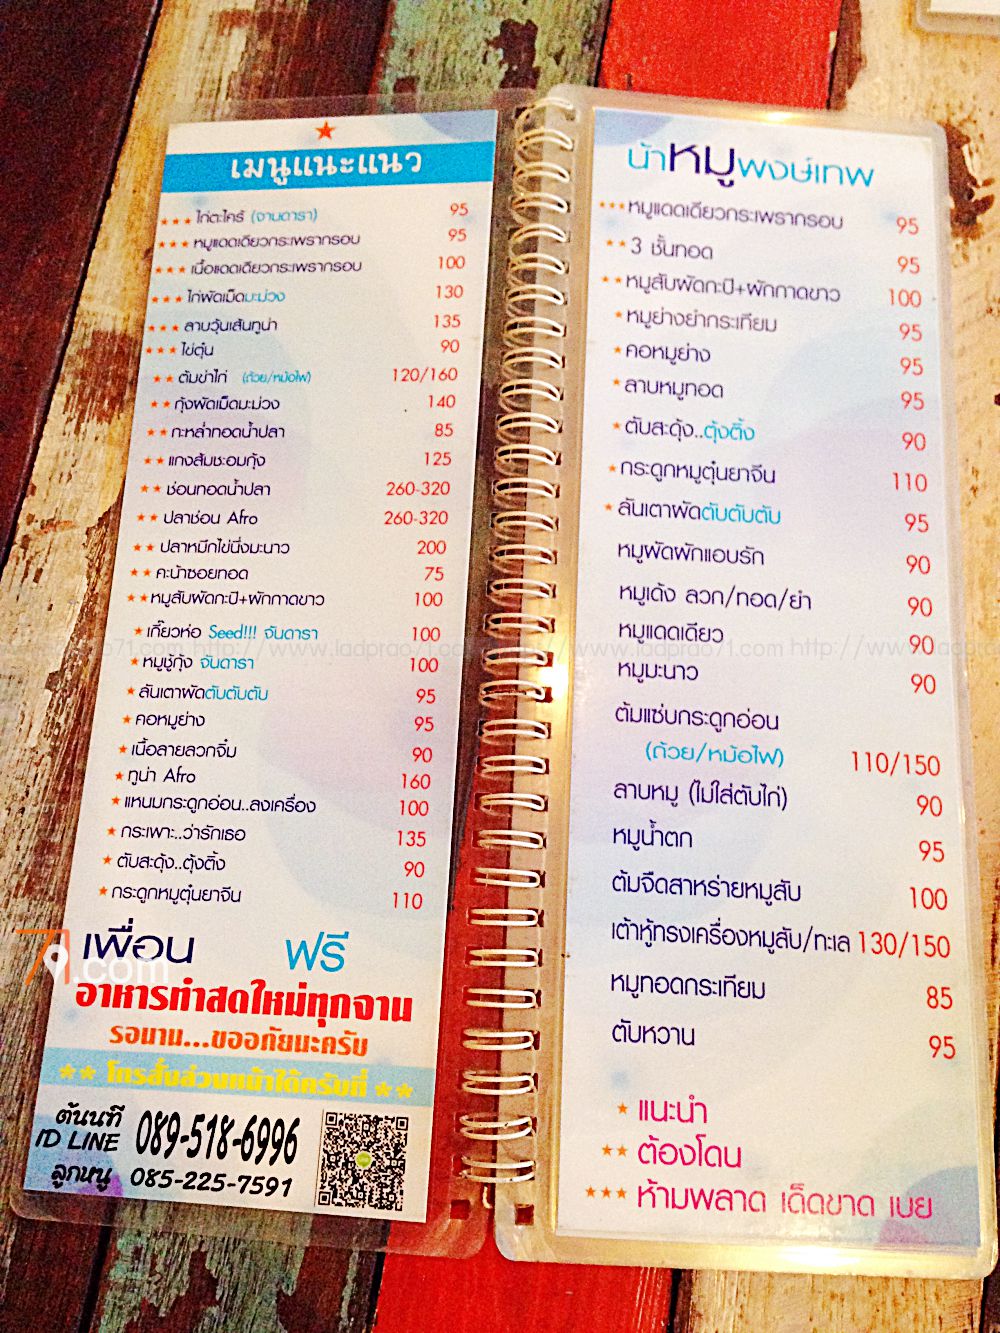 เมนูแนะแนว
★★★ ไก่ตะไคร้ (จานดารา) 95
★★★ หมูแดดเดียวกระเพรากรอบ 95
★★★ เนื้อแดดเดียวกระเพรากรอบ 100
★★★ ไก่ผัดเม็ดมะม่วง 130
★★★ ลาบวุ้นเส้นทูน่า 135
★★★ ไข่ตุ๋น 90
★★ ต้มข่าไก่ (ถ้วย/หม้อไฟ) 120/160
★★ กุ้งผัดเม็ดมะม่วง 140
★★ กะหล่ำทอดน้ำปลา 85
★★ แกงส้มชะอมกุ้ง 125
★★ ช่อนทอดน้ำปลา 260-320
★★ ปลาช่อน Afro 260-320
★★ ปลาหมึกไข่นึ่งมะนาว 200
★★ คะน้าซอยทอด 75
★★ หมูสับผัดกะปิ+ผักกาดขาว 100
★ เกี๊ยวห่อ Seed!!! จันดารา 100
★ หมูชู้กุ้ง จันดารา 100
★ ลันเตาผัดตับตับตับ 95
★ คอหมูย่าง 95
★ เนื้อลายลวกจิ้ม 90
★ ทูน่า Afro 160
★ แหนมกระดูกอ่อน..ลงเครื่อง 100
★ กระเพาะ..ว่ารักเธอ 135
★ ตับสะดุ้ง..ตุ้งติ้ง 90
★ กระดูกหมูตุ๋นยาจีน 110
เพื่อน ฟรี
71.com
อาหารทำสดใหม่ทุกจาน
รอนาน...ขออภัยนะครับ
★★ โทรสั่งล่วงหน้าได้ครับที่ ★★
ต้นนที 089-518-6996
ID LINE
ลูกหนู 085-225-7591
น้าหมูพงษ์เทพ
★★★ หมูแดดเดียวกระเพรากรอบ 95
★★ 3 ชั้นทอด 95
★★ หมูสับผัดกะปิ+ผักกาดขาว 100
★ หมูย่างยำกระเทียม 95
★ คอหมูย่าง 95
★ ลาบหมูทอด 95
★ ตับสะดุ้ง..ตุ้งติ้ง 90
★ กระดูกหมูตุ๋นยาจีน 110
★ ลันเตาผัดตับตับตับ 95
หมูผัดผักแอบรัก 90
หมูเด้ง ลวก/ทอด/ยำ 90
หมูแดดเดียว 90
หมูมะนาว 90
ต้มแซ่บกระดูกอ่อน
(ถ้วย/หม้อไฟ) 110/150
ลาบหมู (ไม่ใส่ตับไก่) 90
หมูน้ำตก 95
ต้มจืดสาหร่ายหมูสับ 100
เต้าหู้ทรงเครื่องหมูสับ/ทะเล 130/150
หมูทอดกระเทียม 85
ตับหวาน 95
★ แนะนำ
★★ ต้องโดน
★★★ ห้ามพลาด เด็ดขาด เบย
http://www.ladprao71.com http://www.ladprao71.com